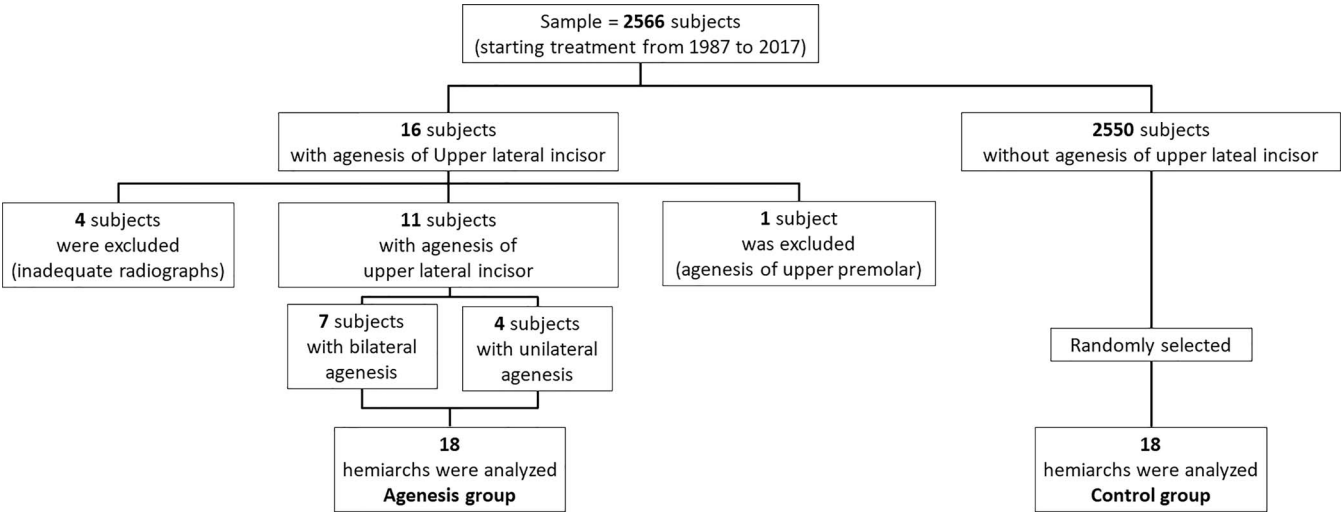 Sample = 2566 subjects
(starting treatment from 1987 to 2017)
16 subjects
with agenesis of Upper lateral incisor
2550 subjects
without agenesis of upper lateal incisor
4 subjects
were excluded
(inadequate radiographs)
11 subjects
with agenesis of
upper lateral incisor
1 subject
was excluded
(agenesis of upper premolar)
7 subjects
with bilateral
agenesis
4 subjects
with unilateral
agenesis
Randomly selected
18
hemiarchs were analyzed
Agenesis group
18
hemiarchs were analyzed
Control group